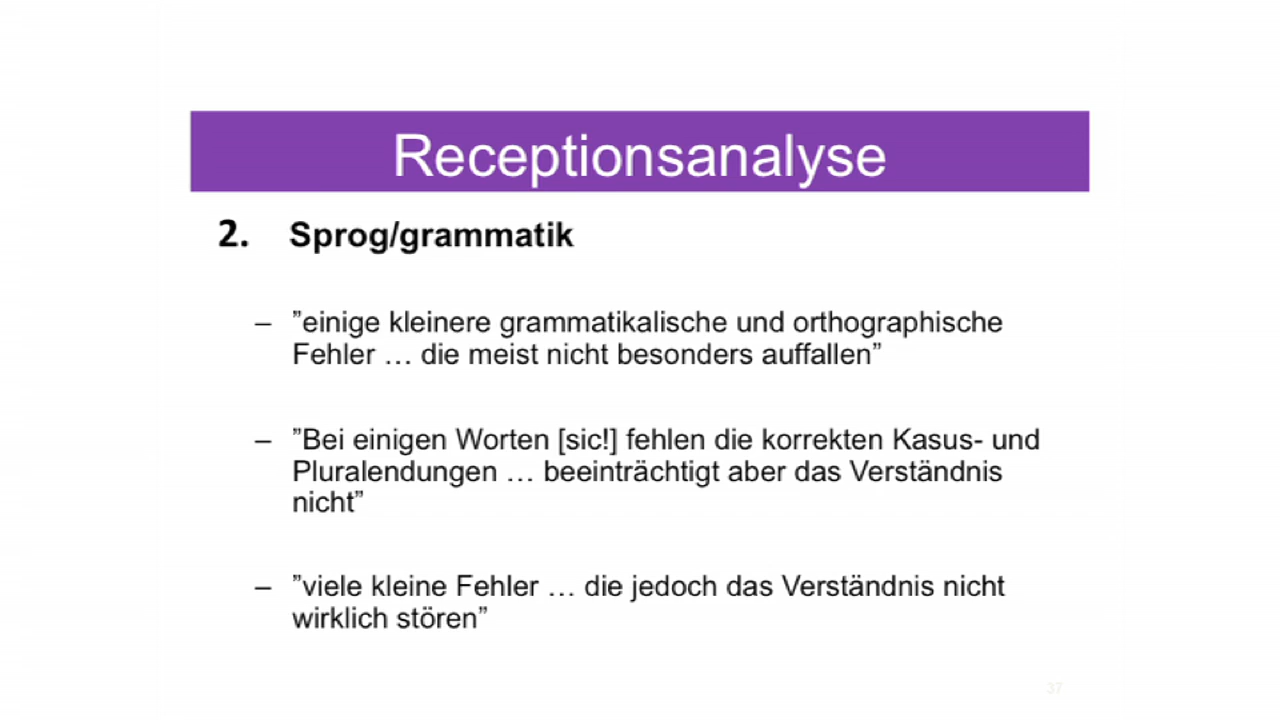 Receptionsanalyse
2. Sprog/grammatik
– ”einige kleinere grammatikalische und orthographische
Fehler … die meist nicht besonders auffallen”
– ”Bei einigen Worten [sic!] fehlen die korrekten Kasus- und
Pluralendungen … beeinträchtigt aber das Verständnis
nicht”
– ”viele kleine Fehler … die jedoch das Verständnis nicht
wirklich stören”
37